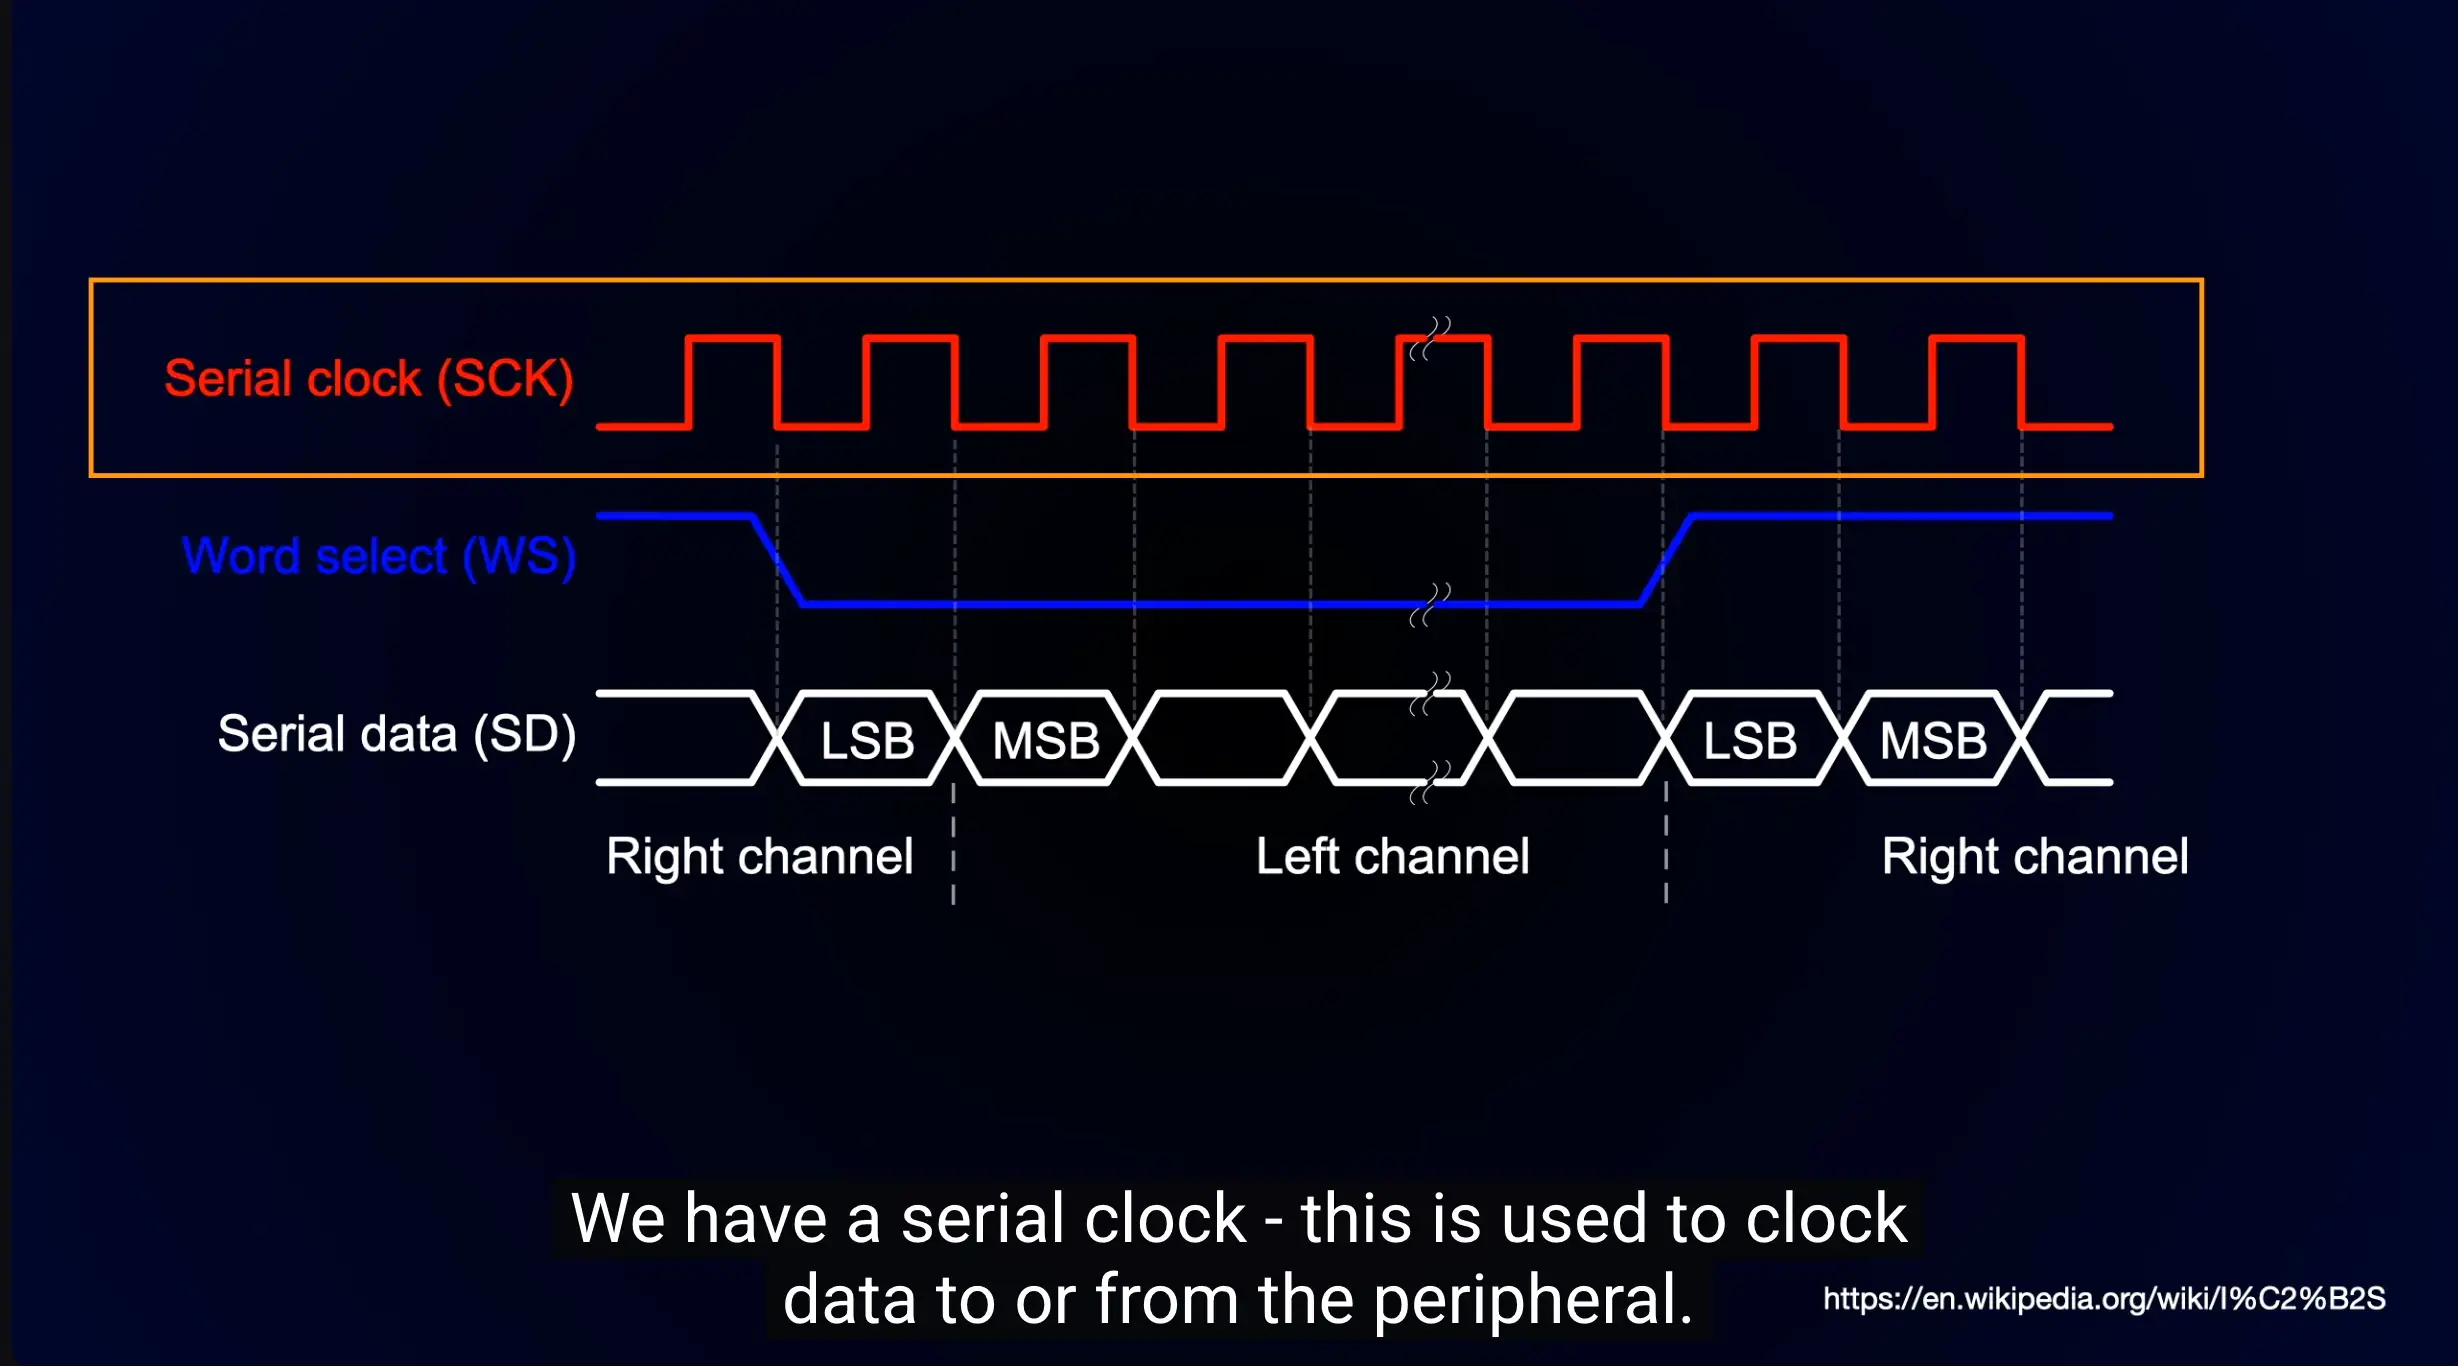 Serial clock (SCK)
Word select (WS)
Serial data (SD)
LSB MSB LSB MSB
Right channel Left channel Right channel
We have a serial clock - this is used to clock
data to or from the peripheral.
https://en.wikipedia.org/wiki/I%C2%B2S